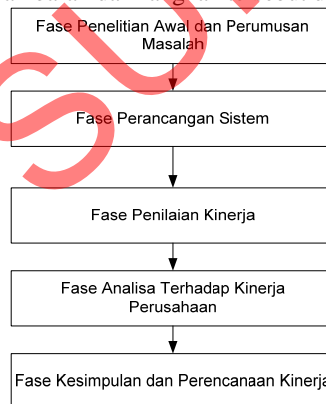 Fase Penelitian Awal dan Perumusan
Masalah
Fase Perancangan Sistem
Fase Penilaian Kinerja
Fase Analisa Terhadap Kinerja
Perusahaan
Fase Kesimpulan dan Perencanaan Kinerja